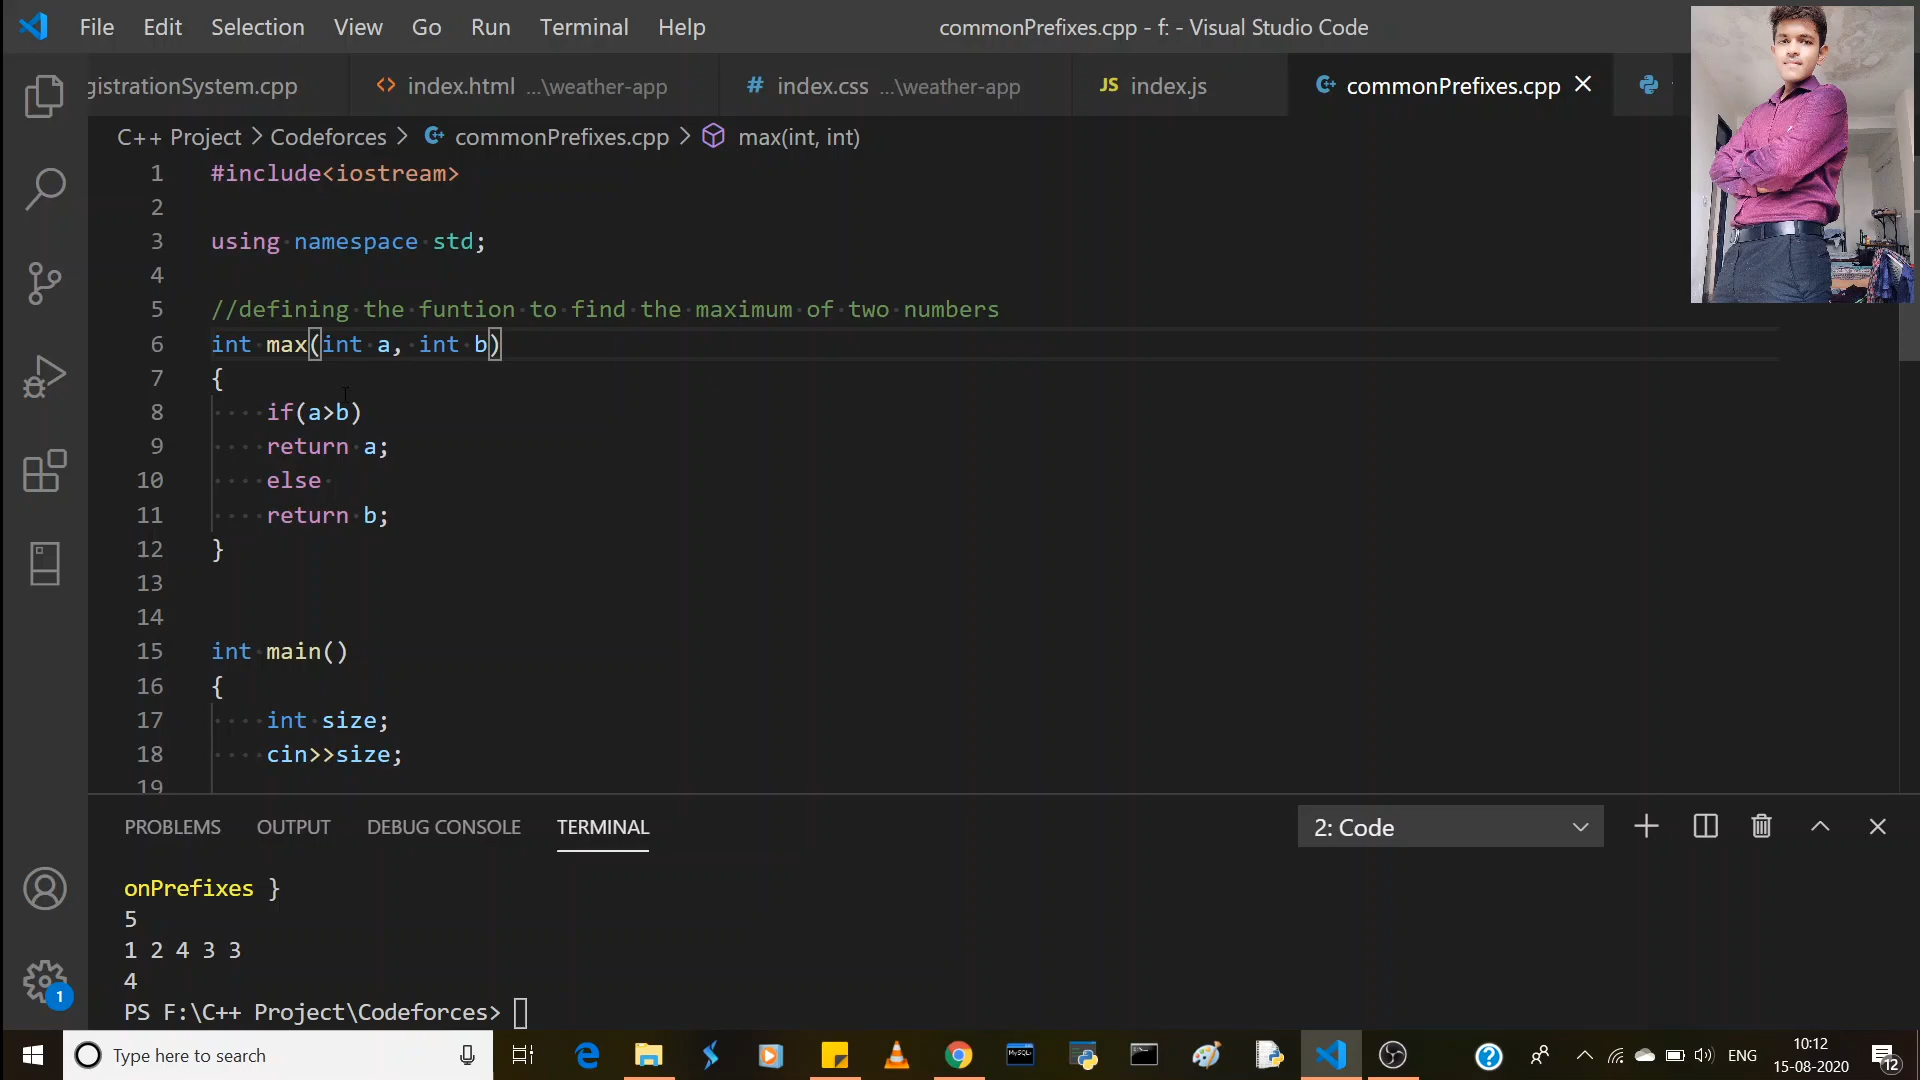 File Edit Selection View Go Run Terminal Help
commonPrefixes.cpp - f: - Visual Studio Code
gistrationSystem.cpp
index.html ...\weather-app
# index.css ...\weather-app
JS index.js
commonPrefixes.cpp
C++ Project > Codeforces > commonPrefixes.cpp > max(int, int)
1 #include<iostream>
2
3 using namespace std;
4
5 //defining the funtion to find the maximum of two numbers
6 int max(int a, int b)
7 {
8 if(a>b)
9 return a;
10 else
11 return b;
12 }
13
14
15 int main()
16 {
17 int size;
18 cin>>size;
19
PROBLEMS OUTPUT DEBUG CONSOLE TERMINAL
2: Code
onPrefixes }
5
1 2 4 3 3
4
PS F:\C++ Project\Codeforces>
1
Type here to search
MySQL
ENG
10:12
15-08-2020
12